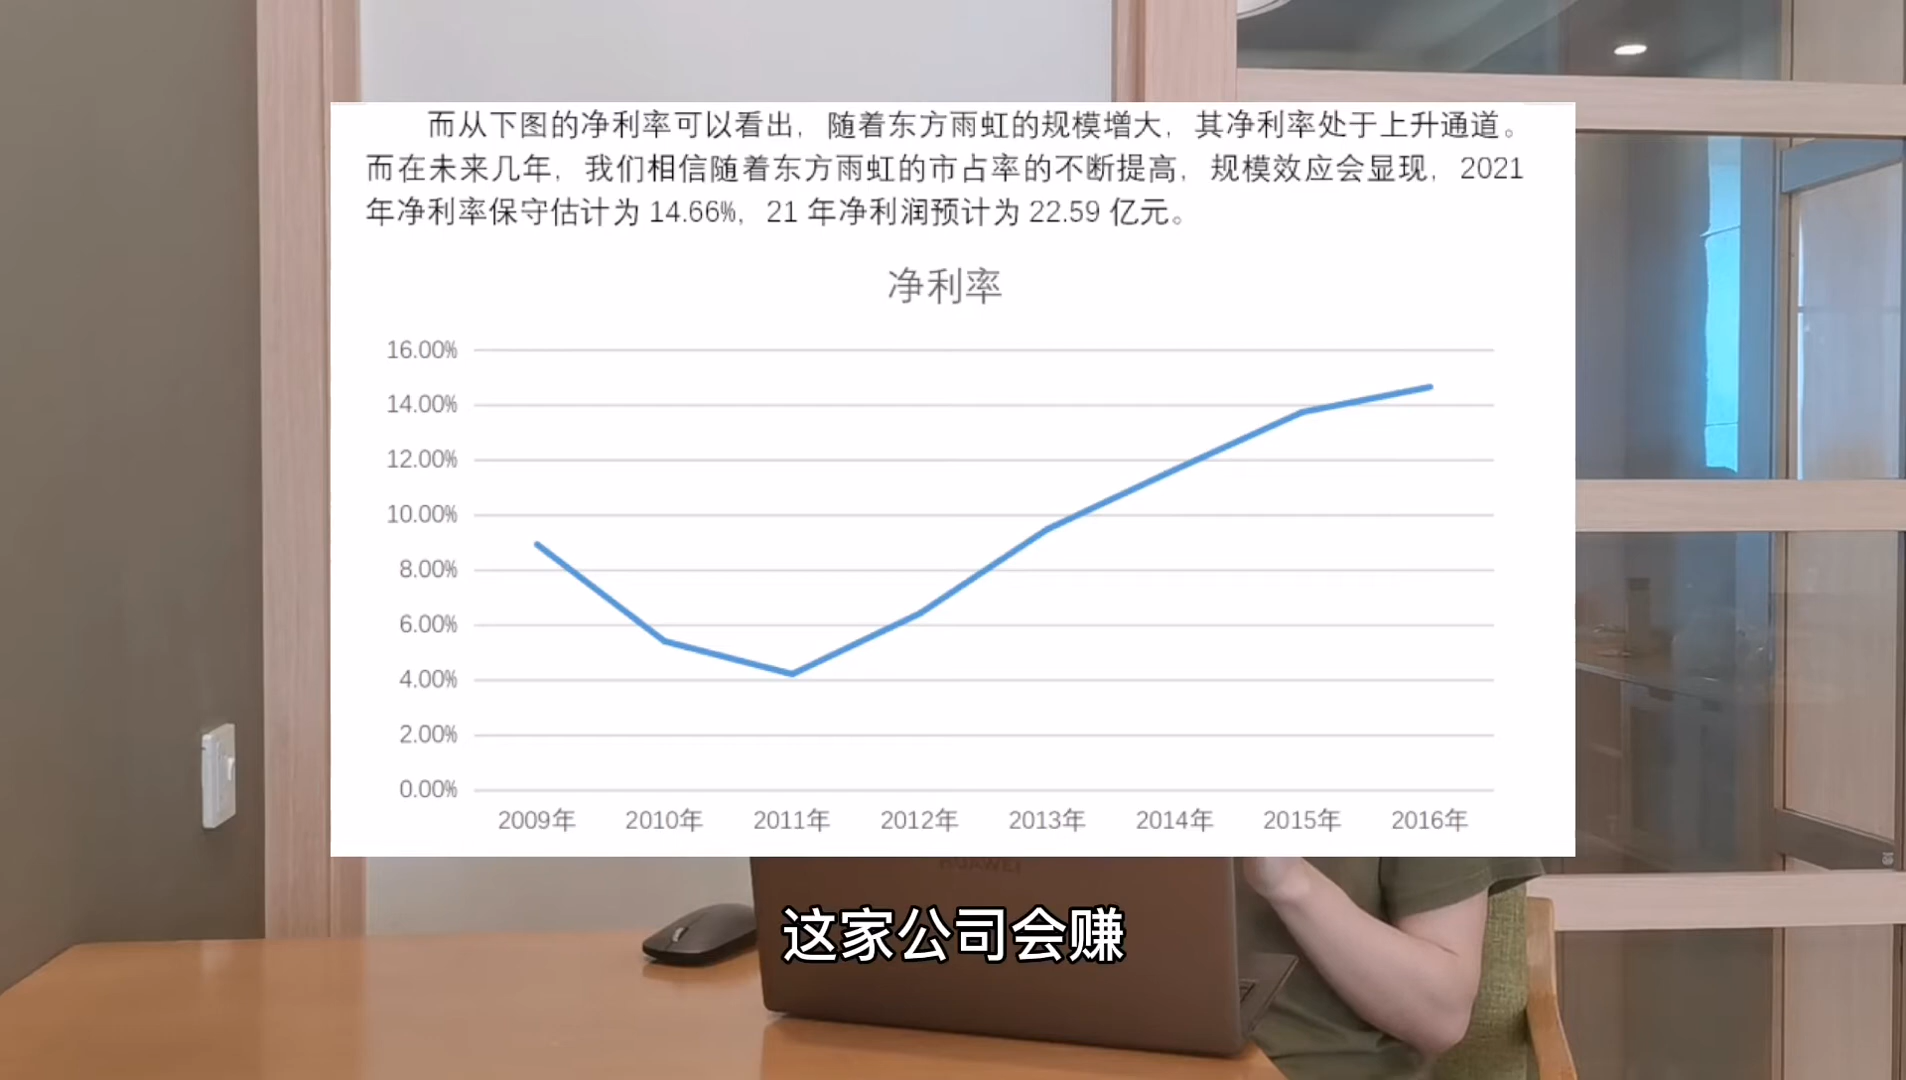 而从下图的净利率可以看出，随着东方雨虹的规模增大，其净利率处于上升通道。
而在未来几年，我们相信随着东方雨虹的市占率的不断提高，规模效应会显现，2021
年净利率保守估计为 14.66%，21 年净利润预计为 22.59 亿元。
净利率
16.00%
14.00%
12.00%
10.00%
8.00%
6.00%
4.00%
2.00%
0.00%
2009年 2010年 2011年 2012年 2013年 2014年 2015年 2016年
HUAWEI
这家公司会赚